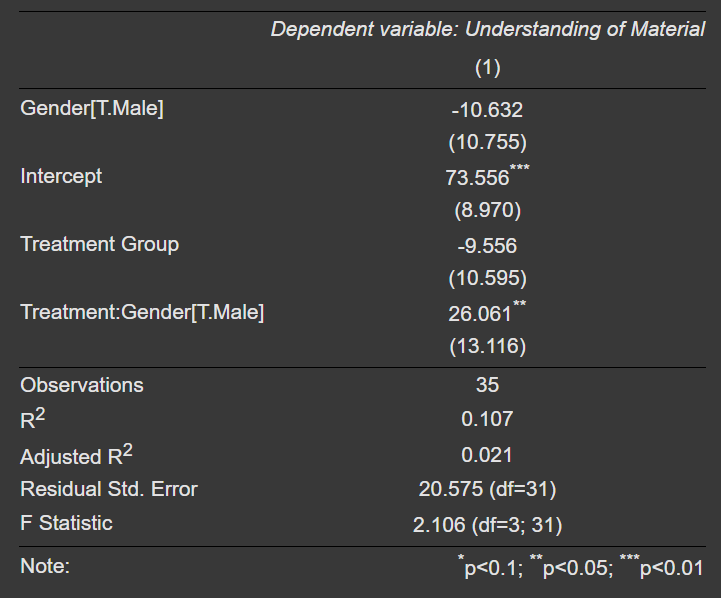 Dependent variable: Understanding of Material
(1)
Gender[T.Male] -10.632
(10.755)
Intercept 73.556***
(8.970)
Treatment Group -9.556
(10.595)
Treatment:Gender[T.Male] 26.061**
(13.116)
Observations 35
R2 0.107
Adjusted R2 0.021
Residual Std. Error 20.575 (df=31)
F Statistic 2.106 (df=3; 31)
Note: *p<0.1; **p<0.05; ***p<0.01